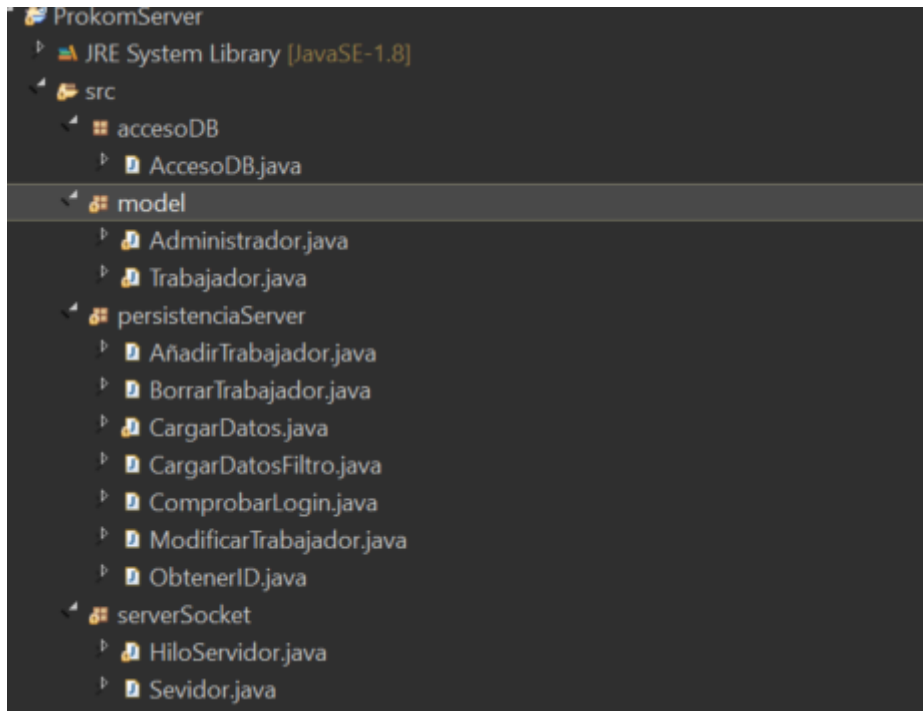 ProkomServer
JRE System Library [JavaSE-1.8]
src
accesoDB
AccesoDB.java
model
Administrador.java
Trabajador.java
persistenciaServer
AñadirTrabajador.java
BorrarTrabajador.java
CargarDatos.java
CargarDatosFiltro.java
ComprobarLogin.java
ModificarTrabajador.java
ObtenerID.java
serverSocket
HiloServidor.java
Sevidor.java